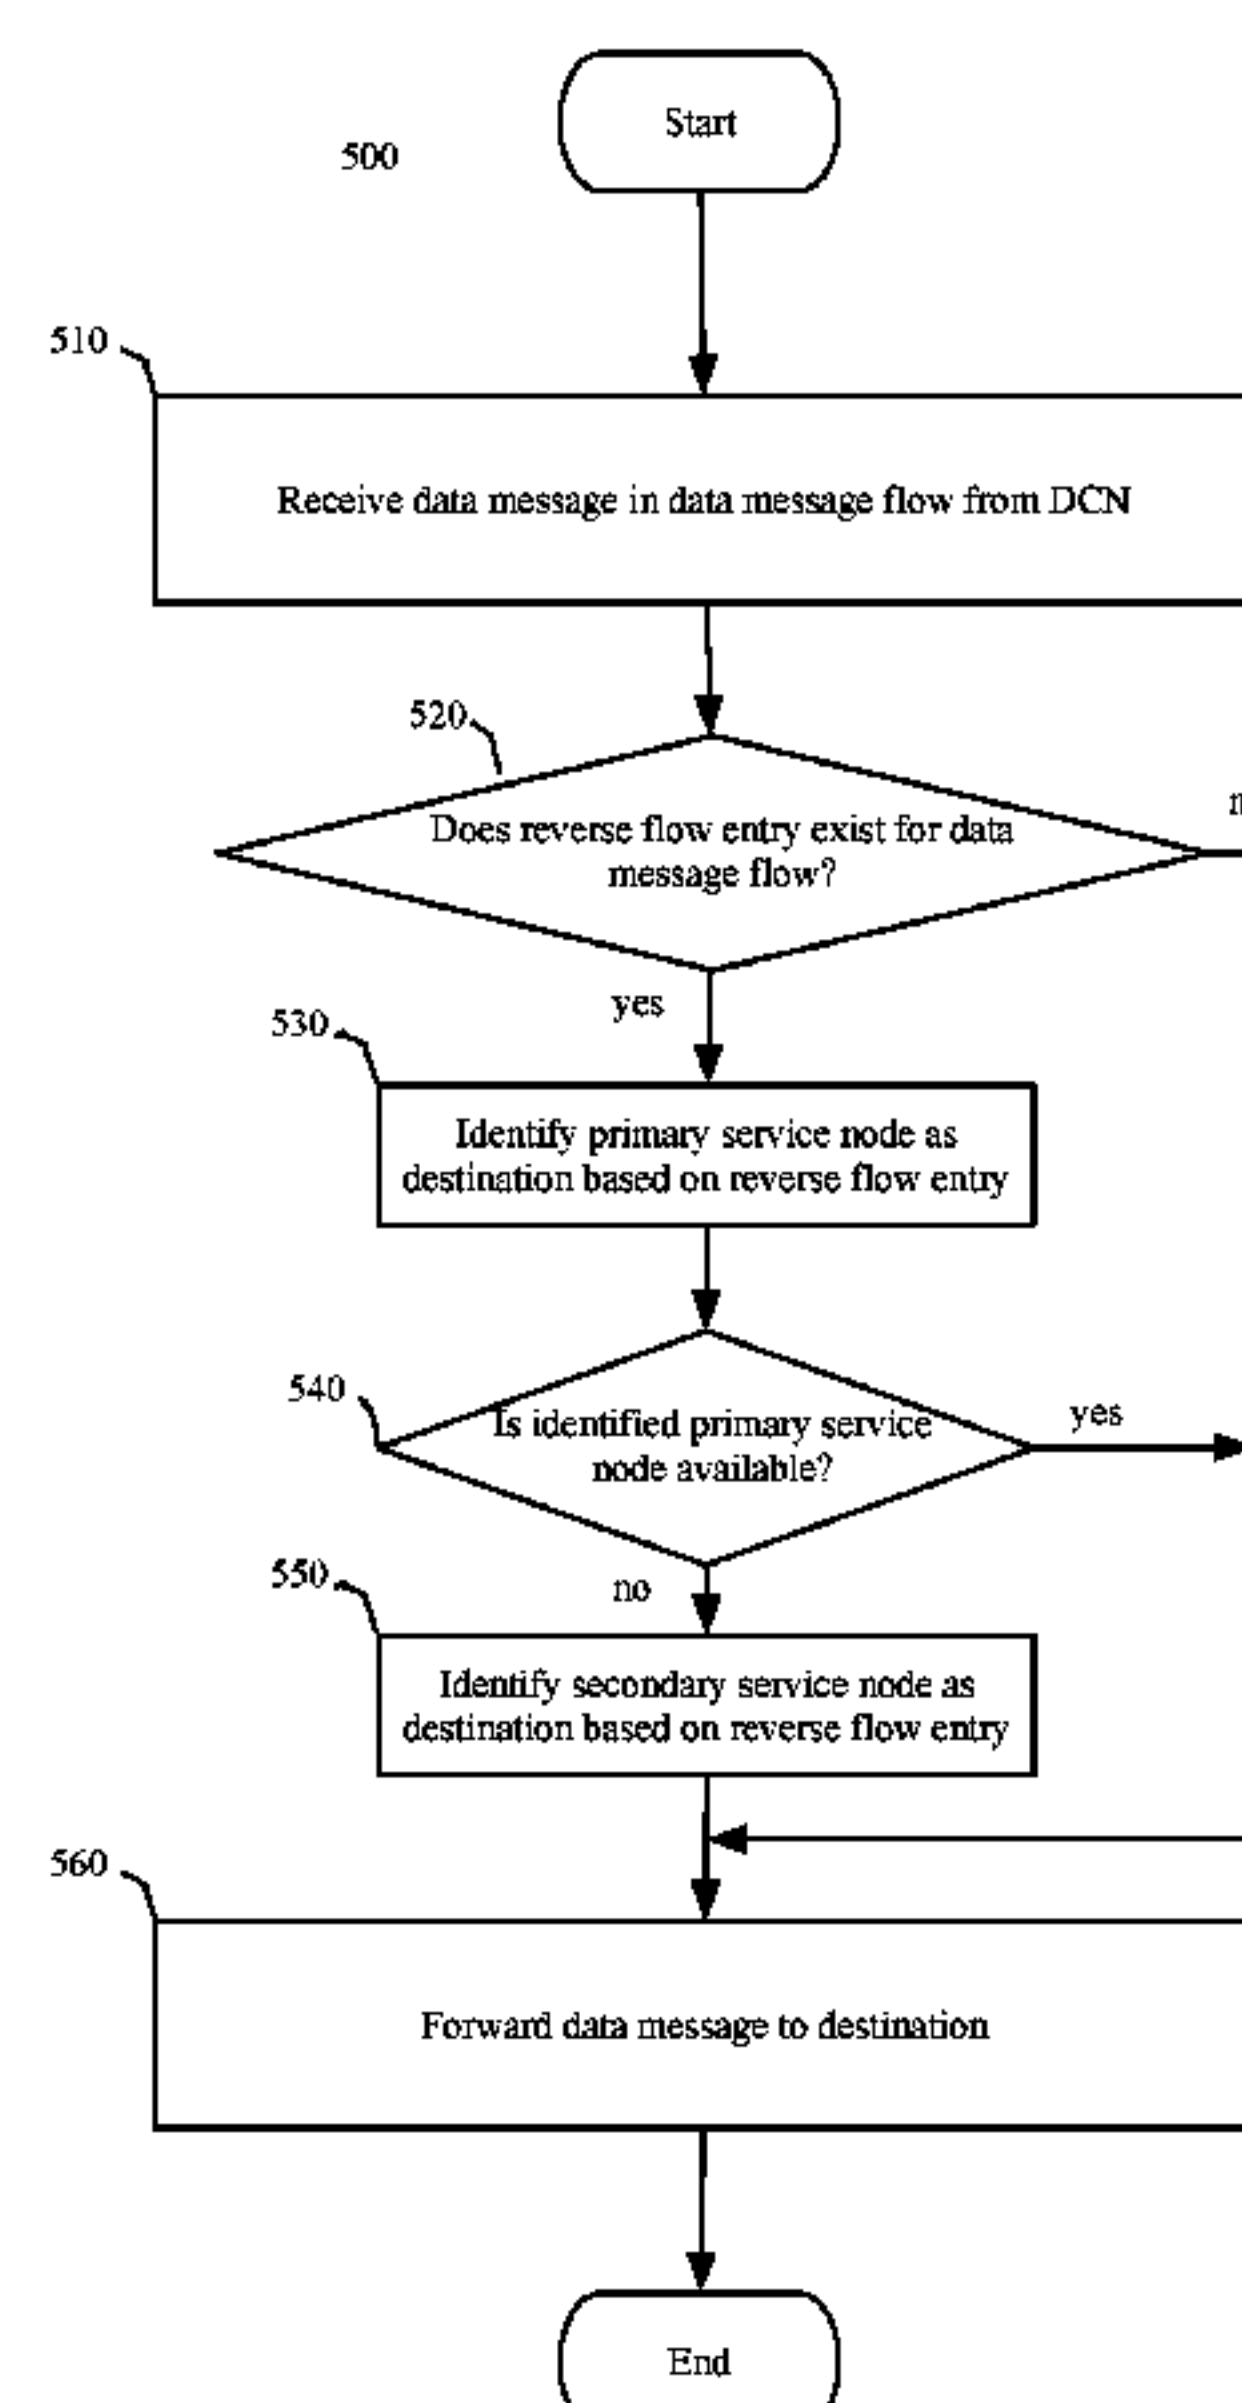 Start
500
510
Receive data message in data message flow from DCN
520
Does reverse flow entry exist for data
message flow?
yes
530
Identify primary service node as
destination based on reverse flow entry
540
Is identified primary service
node available?
yes
550
no
Identify secondary service node as
destination based on reverse flow entry
560
Forward data message to destination
End